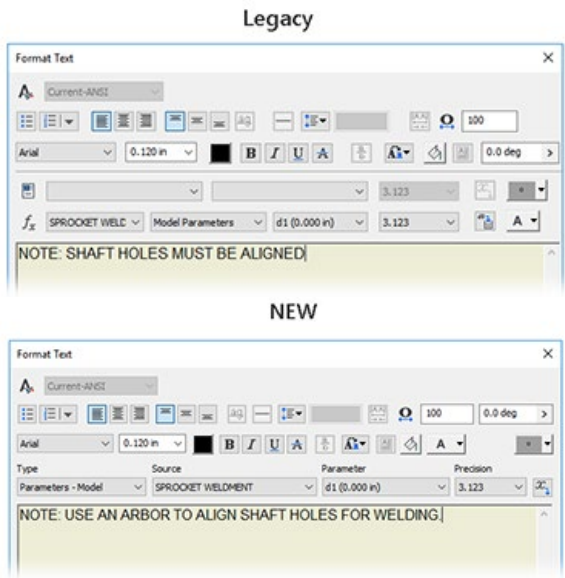 Legacy
Format Text
Current-ANSI
ag 100
Arial 0.120 in B I U A A 0.0 deg
3.123
fx SPROCKET WELD Model Parameters d1 (0.000 in) 3.123 A
NOTE: SHAFT HOLES MUST BE ALIGNED
NEW
Format Text
Current-ANSI
ag 100 0.0 deg
Arial 0.120 in B I U A A A
Type Source Parameter Precision
Parameters - Model SPROCKET WELDMENT d1 (0.000 in) 3.123
NOTE: USE AN ARBOR TO ALIGN SHAFT HOLES FOR WELDING.